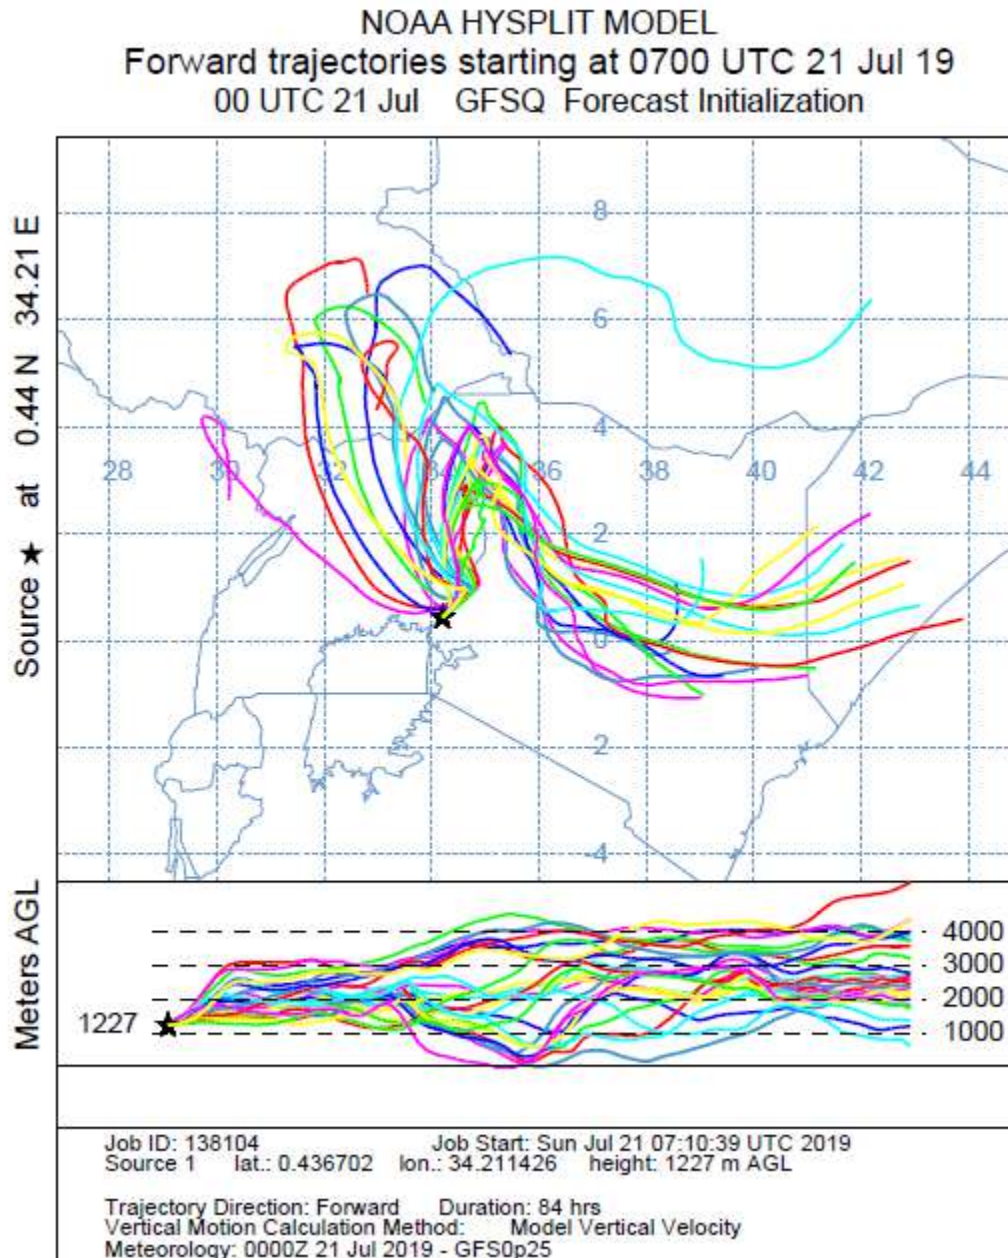 NOAA HYSPLIT MODEL
Forward trajectories starting at 0700 UTC 21 Jul 19
00 UTC 21 Jul GFSQ Forecast Initialization
Source ★ at 0.44 N 34.21 E
8
6
4
28 30 32 34 36 38 40 42 44
2
0
-2
-4
Meters AGL
1227
4000
3000
2000
1000
Job ID: 138104 Job Start: Sun Jul 21 07:10:39 UTC 2019
Source 1 lat.: 0.436702 lon.: 34.211426 height: 1227 m AGL
Trajectory Direction: Forward Duration: 84 hrs
Vertical Motion Calculation Method: Model Vertical Velocity
Meteorology: 0000Z 21 Jul 2019 - GFS0p25